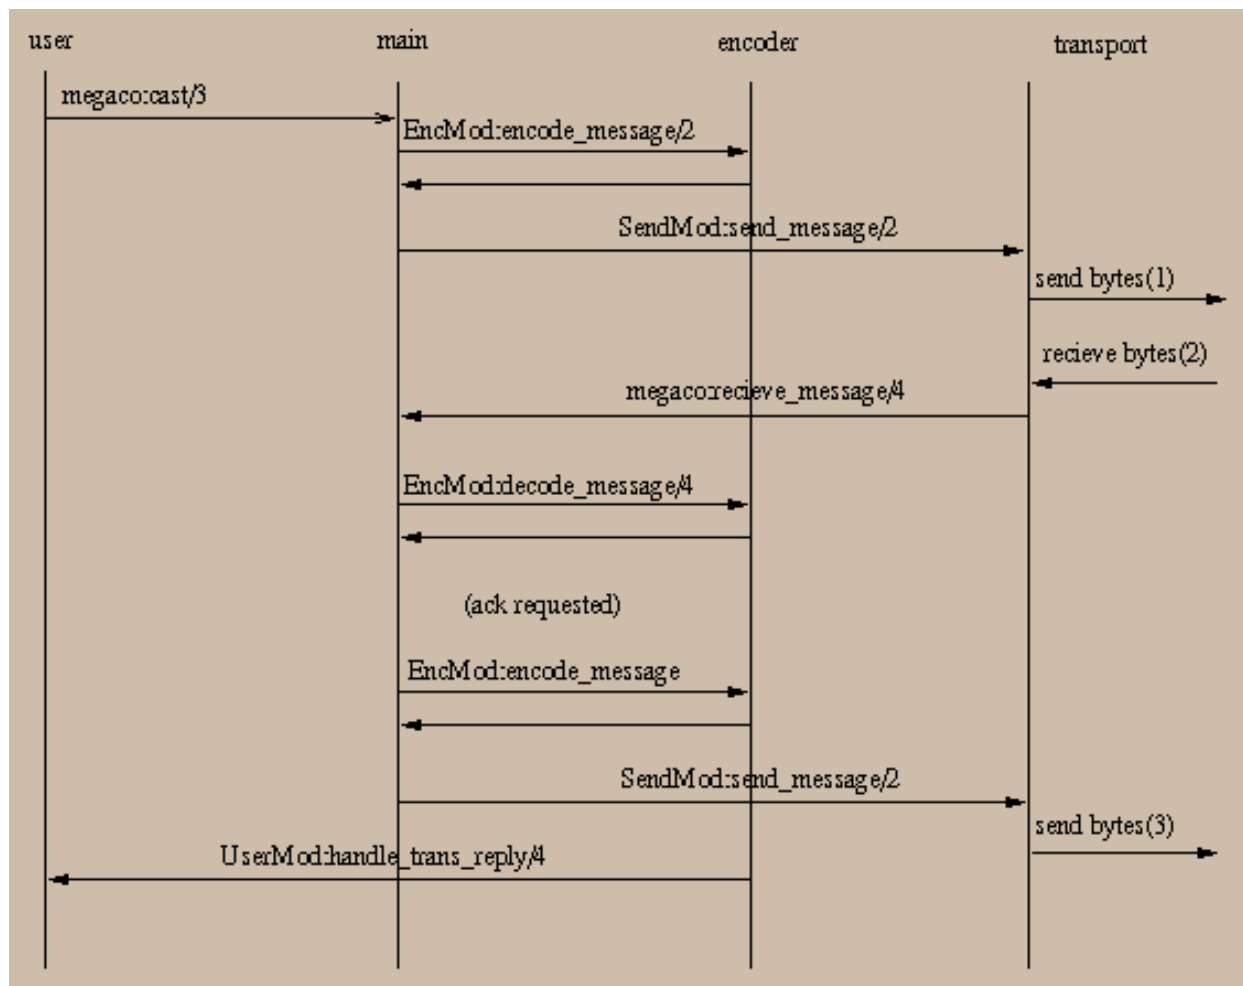 user
main
encoder
transport
megaco:cast/3
EncMod:encode_message/2
SendMod:send_message/2
send bytes(1)
recieve bytes(2)
megaco:recieve_message/4
EncMod:decode_message/4
(ack requested)
EncMod:encode_message
SendMod:send_message/2
send bytes(3)
UserMod:handle_trans_reply/4